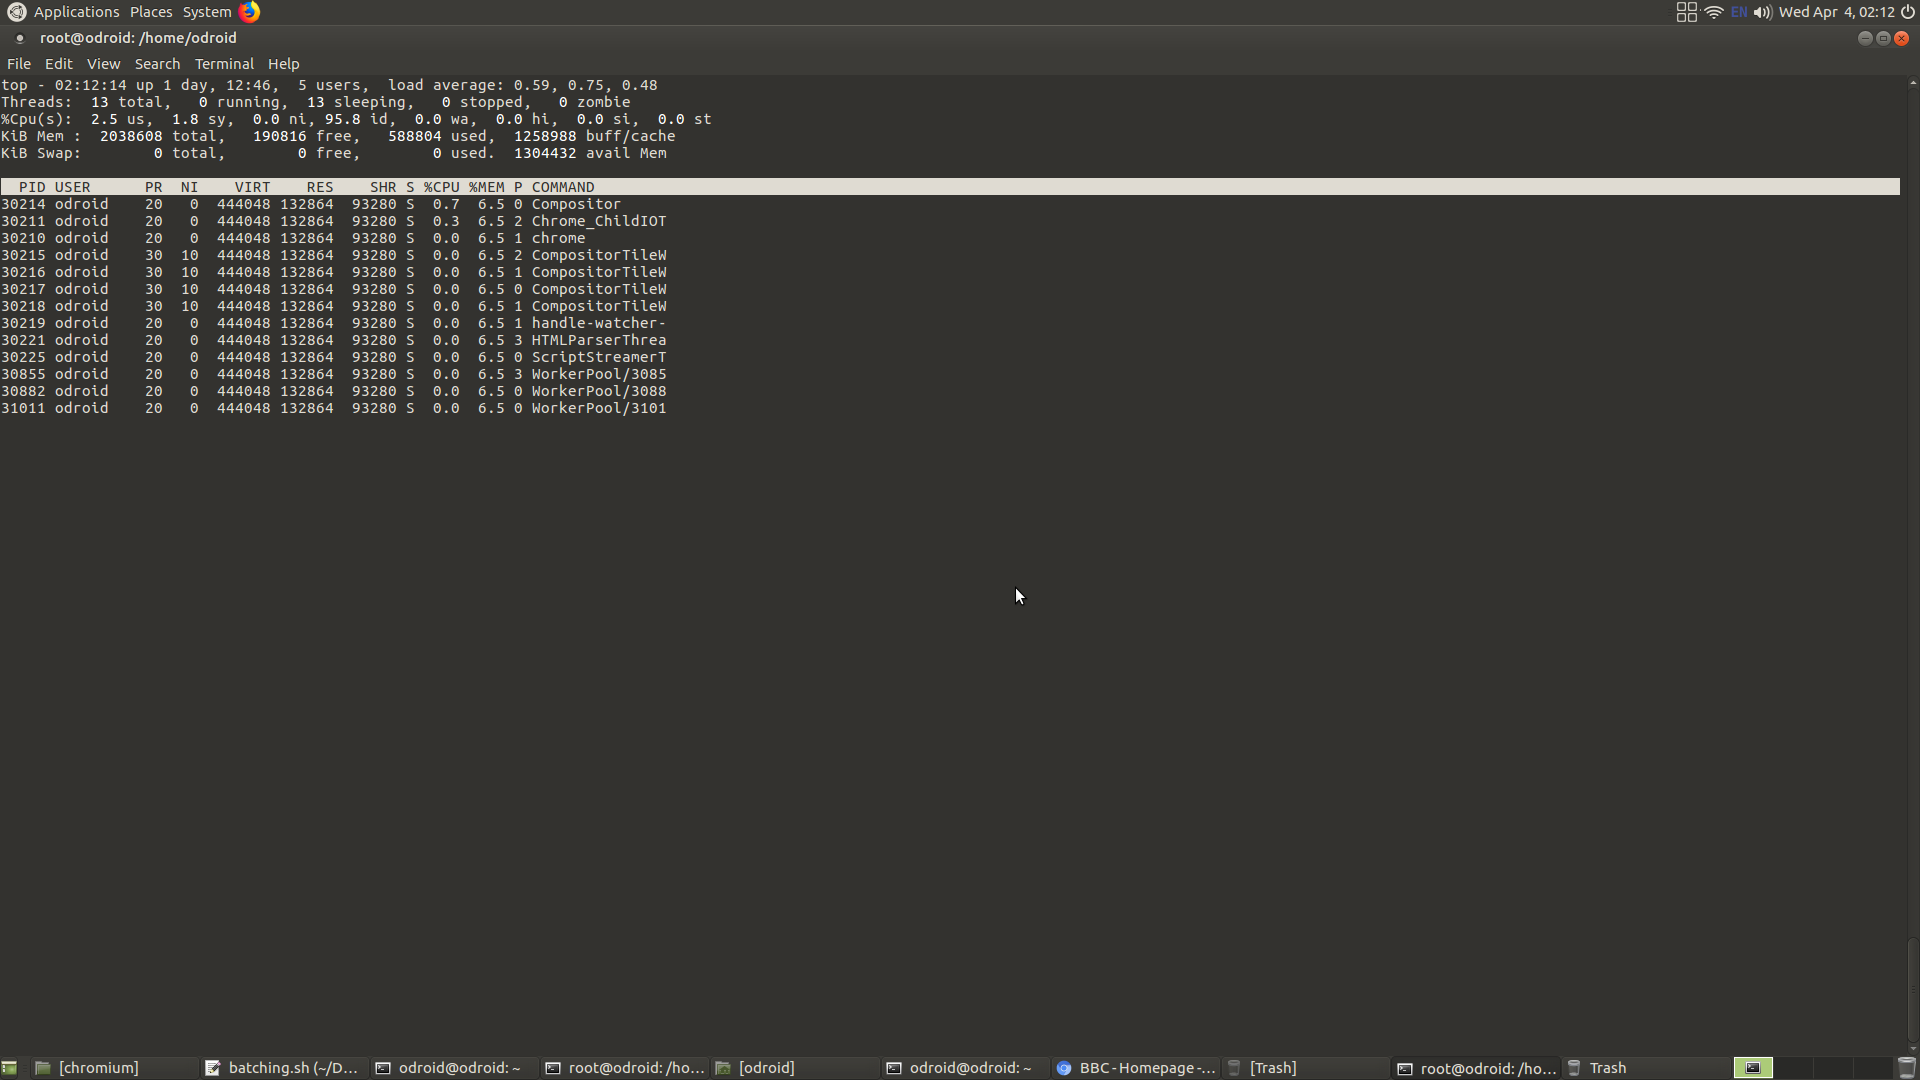 Applications Places System EN Wed Apr 4, 02:12
root@odroid: /home/odroid
File Edit View Search Terminal Help
top - 02:12:14 up 1 day, 12:46,  5 users,  load average: 0.59, 0.75, 0.48
Threads:  13 total,   0 running,  13 sleeping,   0 stopped,   0 zombie
%Cpu(s):  2.5 us,  1.8 sy,  0.0 ni, 95.8 id,  0.0 wa,  0.0 hi,  0.0 si,  0.0 st
KiB Mem :  2038608 total,   190816 free,   588804 used,  1258988 buff/cache
KiB Swap:        0 total,        0 free,        0 used.  1304432 avail Mem
PID USER      PR  NI    VIRT    RES    SHR S %CPU %MEM P COMMAND
30214 odroid    20   0  444048 132864  93280 S  0.7  6.5 0 Compositor
30211 odroid    20   0  444048 132864  93280 S  0.3  6.5 2 Chrome_ChildIOT
30210 odroid    20   0  444048 132864  93280 S  0.0  6.5 1 chrome
30215 odroid    30  10  444048 132864  93280 S  0.0  6.5 2 CompositorTileW
30216 odroid    30  10  444048 132864  93280 S  0.0  6.5 1 CompositorTileW
30217 odroid    30  10  444048 132864  93280 S  0.0  6.5 0 CompositorTileW
30218 odroid    30  10  444048 132864  93280 S  0.0  6.5 1 CompositorTileW
30219 odroid    20   0  444048 132864  93280 S  0.0  6.5 1 handle-watcher-
30221 odroid    20   0  444048 132864  93280 S  0.0  6.5 3 HTMLParserThrea
30225 odroid    20   0  444048 132864  93280 S  0.0  6.5 0 ScriptStreamerT
30855 odroid    20   0  444048 132864  93280 S  0.0  6.5 3 WorkerPool/3085
30882 odroid    20   0  444048 132864  93280 S  0.0  6.5 0 WorkerPool/3088
31011 odroid    20   0  444048 132864  93280 S  0.0  6.5 0 WorkerPool/3101
[chromium] batching.sh (~/D... odroid@odroid: ~ root@odroid: /ho... [odroid] odroid@odroid: ~ BBC - Homepage -... [Trash] root@odroid: /ho... Trash